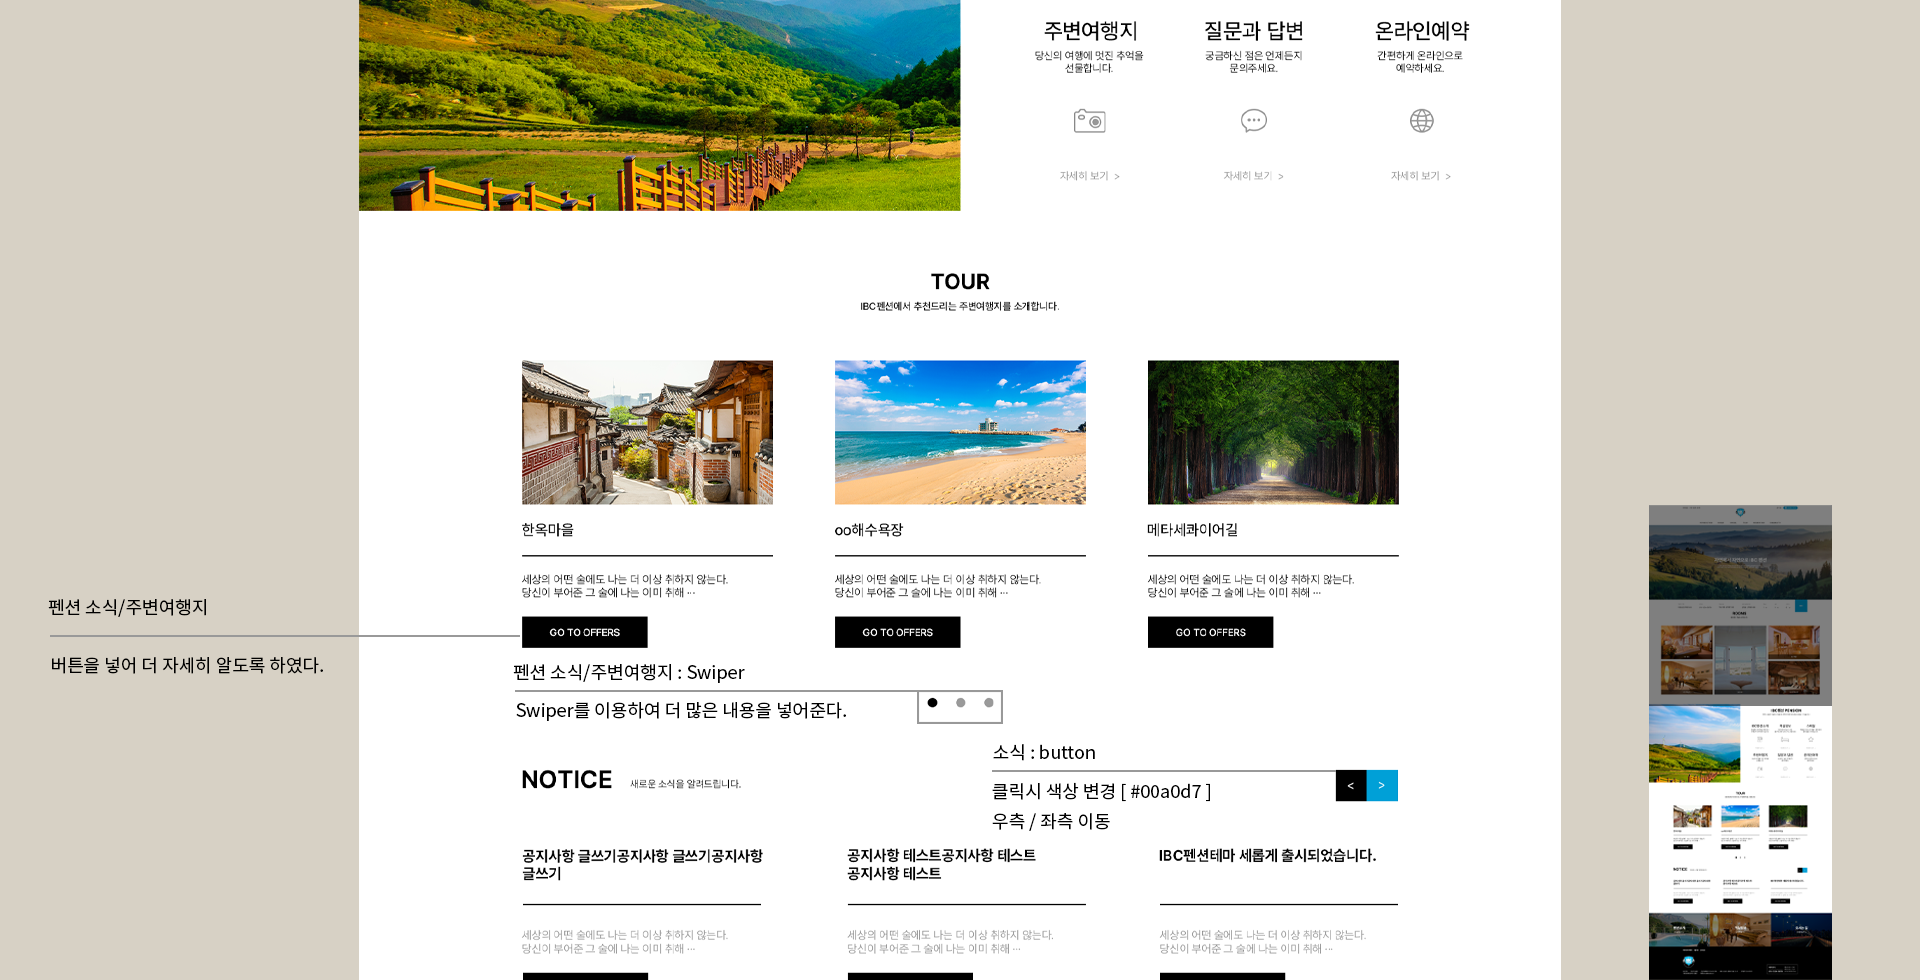 주변여행지
당신의 여행에 멋진 추억을
선물합니다.
자세히 보기 >
질문과 답변
궁금하신 점은 언제든지
문의주세요.
자세히 보기 >
온라인예약
간편하게 온라인으로
예약하세요.
자세히 보기 >
TOUR
IBC펜션에서 추천드리는 주변여행지를 소개합니다.
한옥마을
세상의 어떤 술에도 나는 더 이상 취하지 않는다.
당신이 부어준 그 술에 나는 이미 취해 ···
GO TO OFFERS
oo해수욕장
세상의 어떤 술에도 나는 더 이상 취하지 않는다.
당신이 부어준 그 술에 나는 이미 취해 ···
GO TO OFFERS
메타세콰이어길
세상의 어떤 술에도 나는 더 이상 취하지 않는다.
당신이 부어준 그 술에 나는 이미 취해 ···
GO TO OFFERS
펜션 소식/주변여행지
버튼을 넣어 더 자세히 알도록 하였다.
펜션 소식/주변여행지 : Swiper
Swiper를 이용하여 더 많은 내용을 넣어준다.
소식 : button
클릭시 색상 변경 [ #00a0d7 ]
우측 / 좌측 이동
< >
NOTICE 새로운 소식을 알려드립니다.
공지사항 글쓰기공지사항 글쓰기공지사항
글쓰기
세상의 어떤 술에도 나는 더 이상 취하지 않는다.
당신이 부어준 그 술에 나는 이미 취해 ···
공지사항 테스트공지사항 테스트
공지사항 테스트
세상의 어떤 술에도 나는 더 이상 취하지 않는다.
당신이 부어준 그 술에 나는 이미 취해 ···
IBC펜션테마 세롭게 출시되었습니다.
세상의 어떤 술에도 나는 더 이상 취하지 않는다.
당신이 부어준 그 술에 나는 이미 취해 ···
TOUR
NOTICE